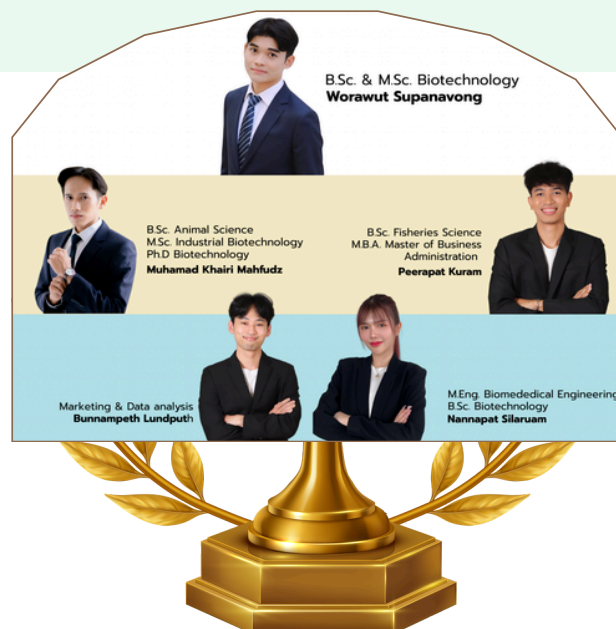 B.Sc. & M.Sc. Biotechnology
Worawut Supanavong
B.Sc. Animal Science
M.Sc. Industrial Biotechnology
Ph.D Biotechnology
Muhamad Khairi Mahfudz
B.Sc. Fisheries Science
M.B.A. Master of Business
Administration
Peerapat Kuram
Marketing & Data analysis
Bunnampeth Lundputh
M.Eng. Biomededical Engineering
B.Sc. Biotechnology
Nannapat Silaruam